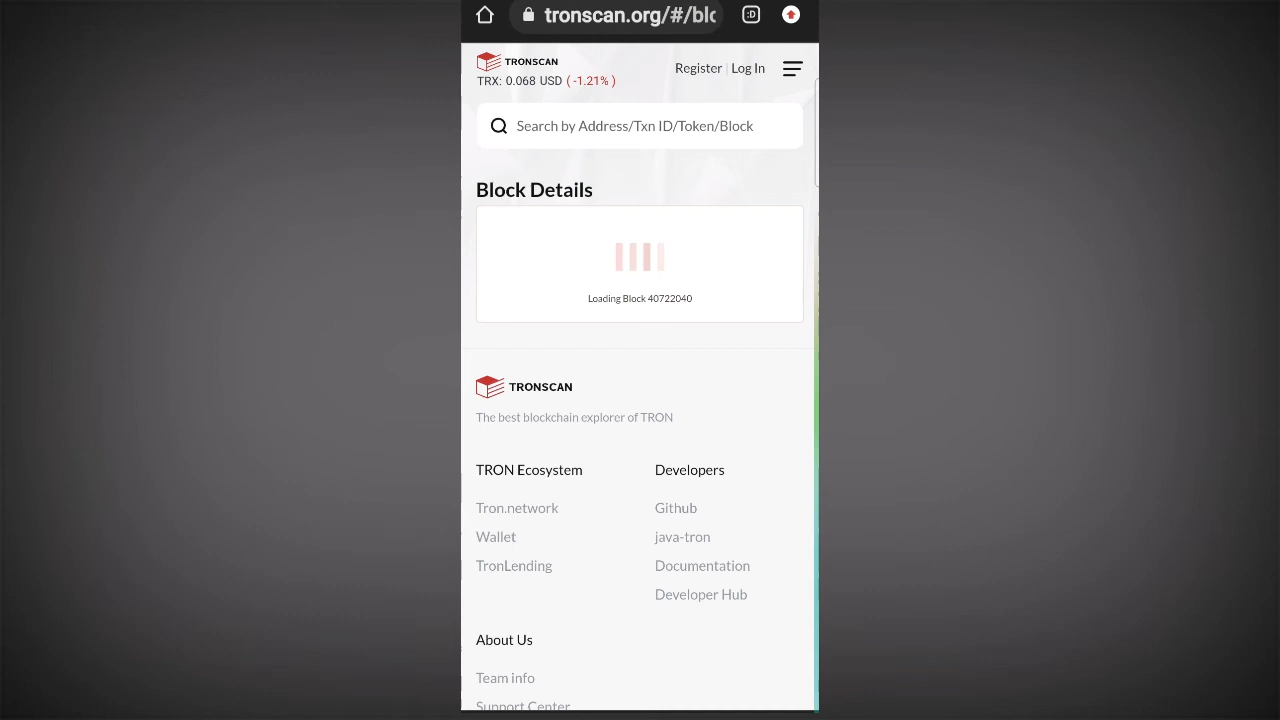 tronscan.org/#/blc
:D
TRONSCAN
TRX: 0.068 USD ( -1.21% )
Register | Log In
Search by Address/Txn ID/Token/Block
Block Details
Loading Block 40722040
TRONSCAN
The best blockchain explorer of TRON
TRON Ecosystem
Tron.network
Wallet
TronLending
Developers
Github
java-tron
Documentation
Developer Hub
About Us
Team info
Support Center